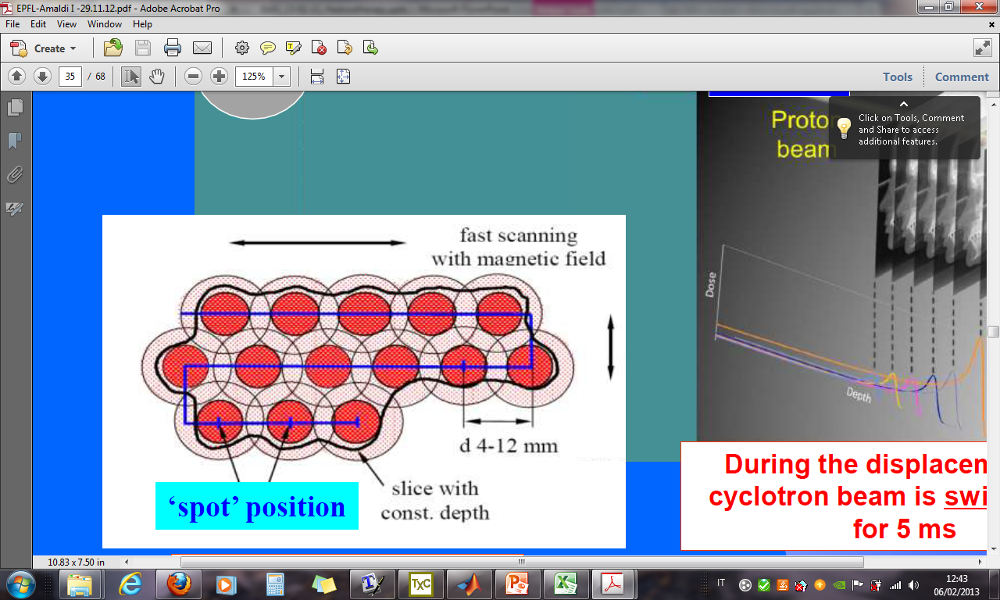 EPFL-Amaldi I -29.11.12.pdf - Adobe Acrobat Pro
File Edit View Window Help
Create
35 / 68
125%
Tools
Comment
Click on Tools, Comment
and Share to access
additional features.
beam
fast scanning
with magnetic field
Dose
Depth
d 4-12 mm
slice with
const. depth
‘spot’ position
During the
cyclotron beam is
for 5 ms
10.83 x 7.50 in
TXC
IT
12:43
06/02/2013